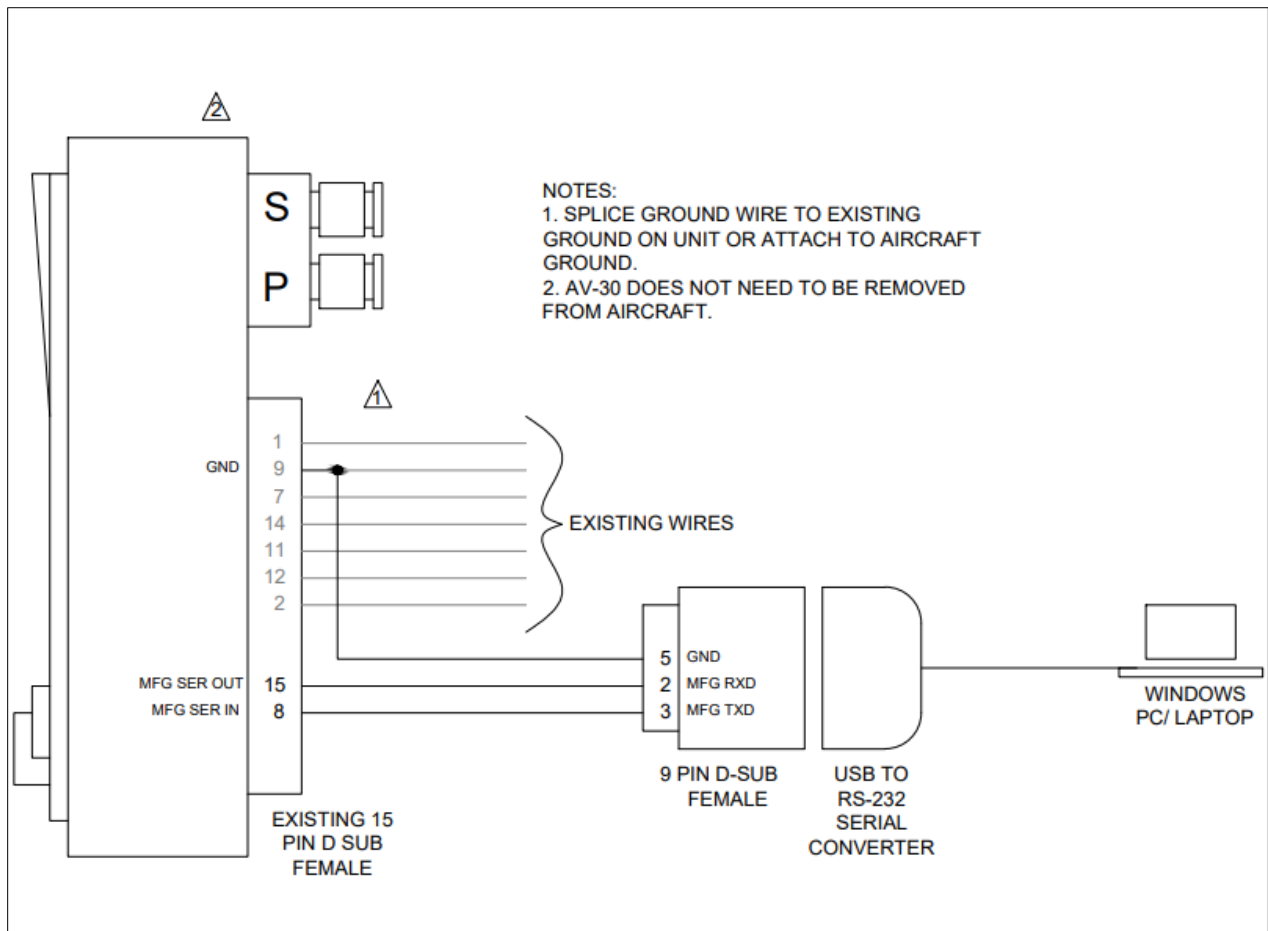 2
S
P
NOTES:
1. SPLICE GROUND WIRE TO EXISTING
GROUND ON UNIT OR ATTACH TO AIRCRAFT
GROUND.
2. AV-30 DOES NOT NEED TO BE REMOVED
FROM AIRCRAFT.
1
1
GND 9
7
14
11
12
2
EXISTING WIRES
MFG SER OUT 15
MFG SER IN 8
5 GND
2 MFG RXD
3 MFG TXD
EXISTING 15
PIN D SUB
FEMALE
9 PIN D-SUB
FEMALE
USB TO
RS-232
SERIAL
CONVERTER
WINDOWS
PC/ LAPTOP